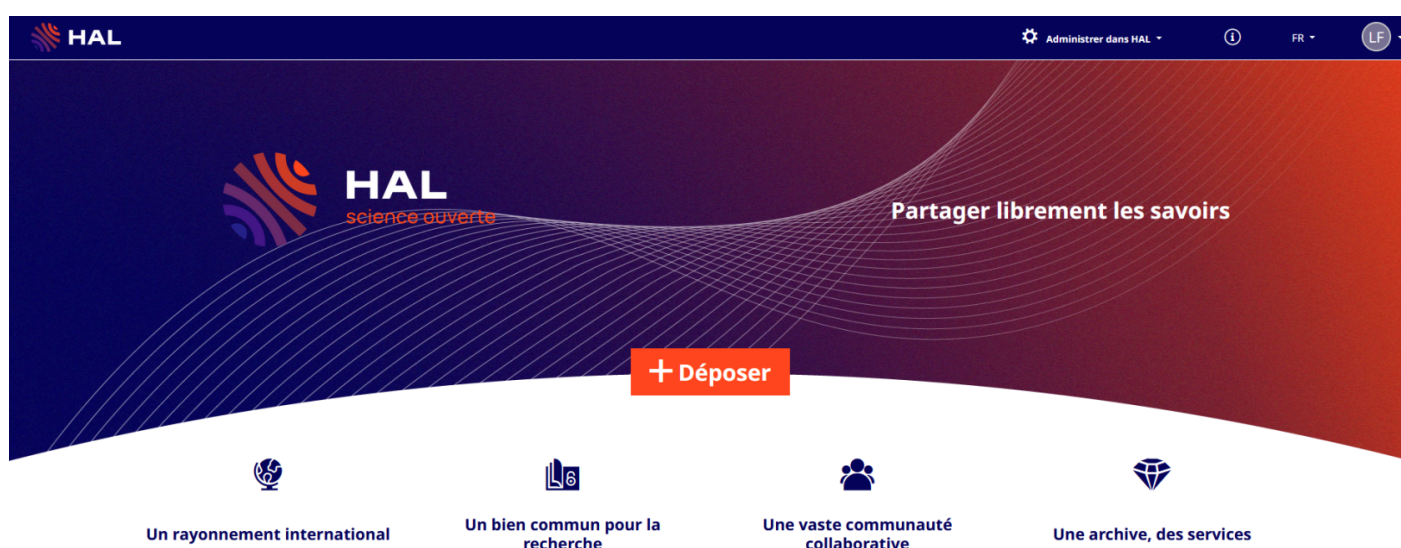 HAL
Administrer dans HAL
FR
LF
HAL
science ouverte
Partager librement les savoirs
+ Déposer
Un rayonnement international
Un bien commun pour la
recherche
Une vaste communauté
collaborative
Une archive, des services